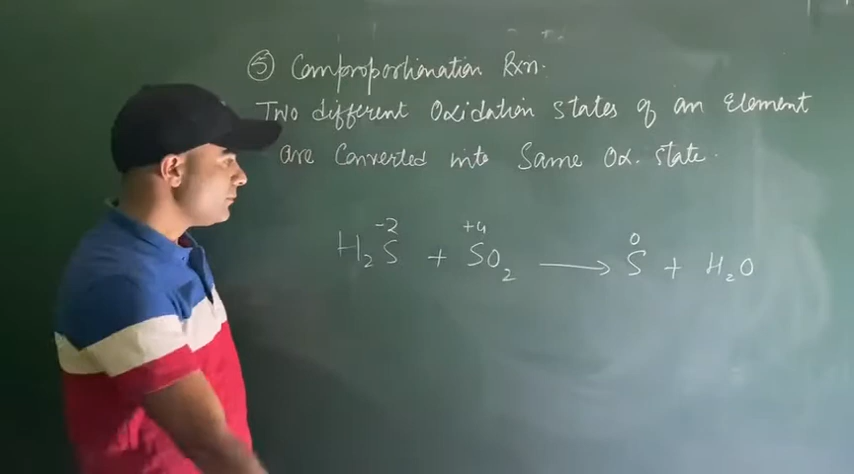 ⑤ Comproportionation Rxn.
Two different Oxidation states of an Element
are Converted into Same Ox. state.
-2 +4 0
H₂S + SO₂ ⟶ S + H₂O